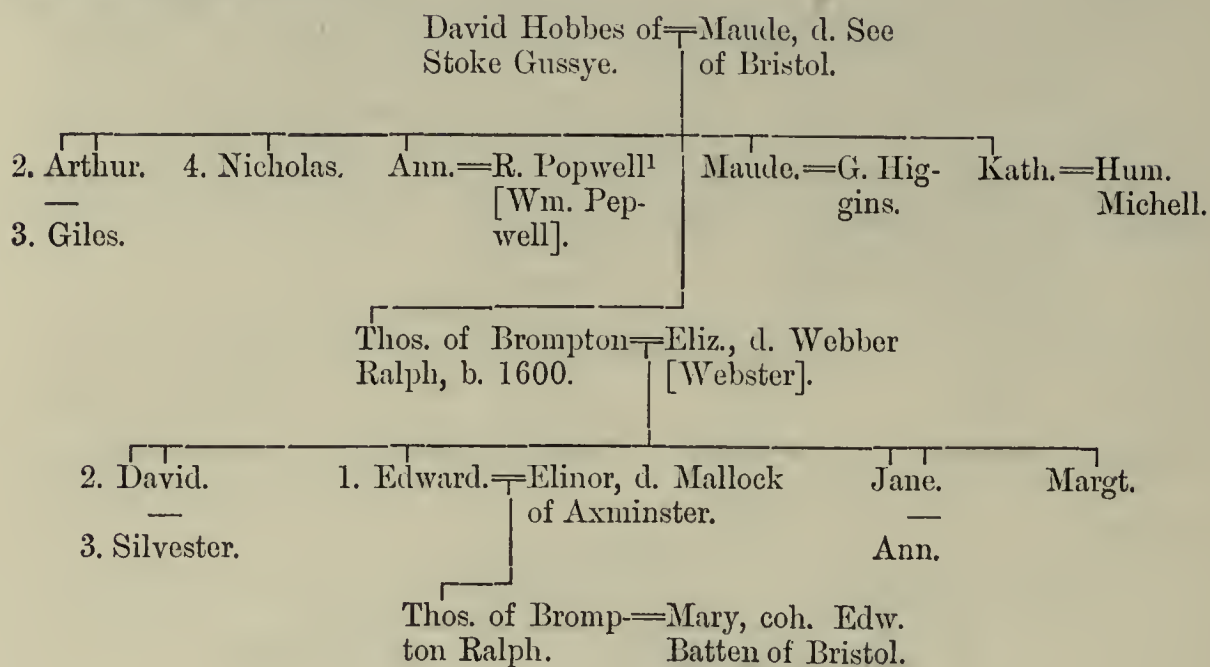 David Hobbes of=Maude, d. See
Stoke Gussye. of Bristol.
2. Arthur. 4. Nicholas. Ann.=R. Popwell¹ Maude.=G. Hig- Kath.=Hum.
[Wm. Pep- gins. Michell.
3. Giles. well].
Thos. of Brompton=Eliz., d. Webber
Ralph, b. 1600. [Webster].
2. David. 1. Edward.=Elinor, d. Mallock Jane. Margt.
of Axminster.
3. Silvester. Ann.
Thos. of Bromp-=Mary, coh. Edw.
ton Ralph. Batten of Bristol.